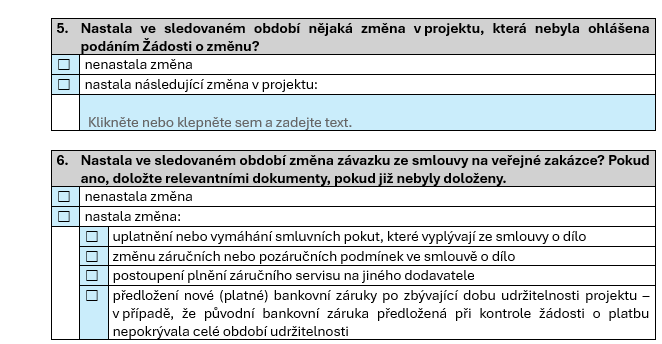 5. Nastala ve sledovaném období nějaká změna v projektu, která nebyla ohlášena
podáním Žádosti o změnu?
☐ nenastala změna
☐ nastala následující změna v projektu:
Klikněte nebo klepněte sem a zadejte text.
6. Nastala ve sledovaném období změna závazku ze smlouvy na veřejné zakázce? Pokud
ano, doložte relevantními dokumenty, pokud již nebyly doloženy.
☐ nenastala změna
☐ nastala změna:
☐ uplatnění nebo vymáhání smluvních pokut, které vyplývají ze smlouvy o dílo
☐ změnu záručních nebo pozáručních podmínek ve smlouvě o dílo
☐ postoupení plnění záručního servisu na jiného dodavatele
☐ předložení nové (platné) bankovní záruky po zbývající dobu udržitelnosti projektu –
v případě, že původní bankovní záruka předložená při kontrole žádosti o platbu
nepokrývala celé období udržitelnosti